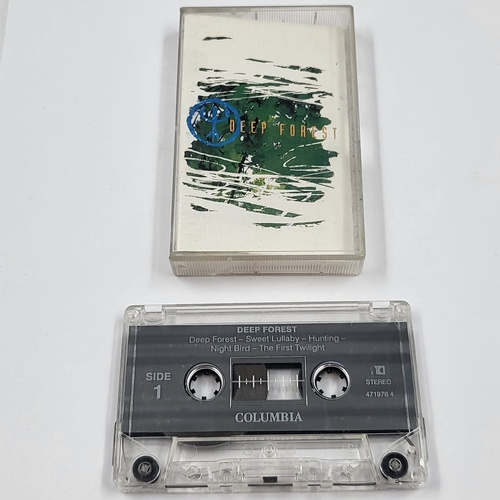 DEEP FOREST
DEEP FOREST
Deep Forest – Sweet Lullaby – Hunting –
Night Bird – The First Twilight
SIDE
1
STEREO
471976 4
COLUMBIA